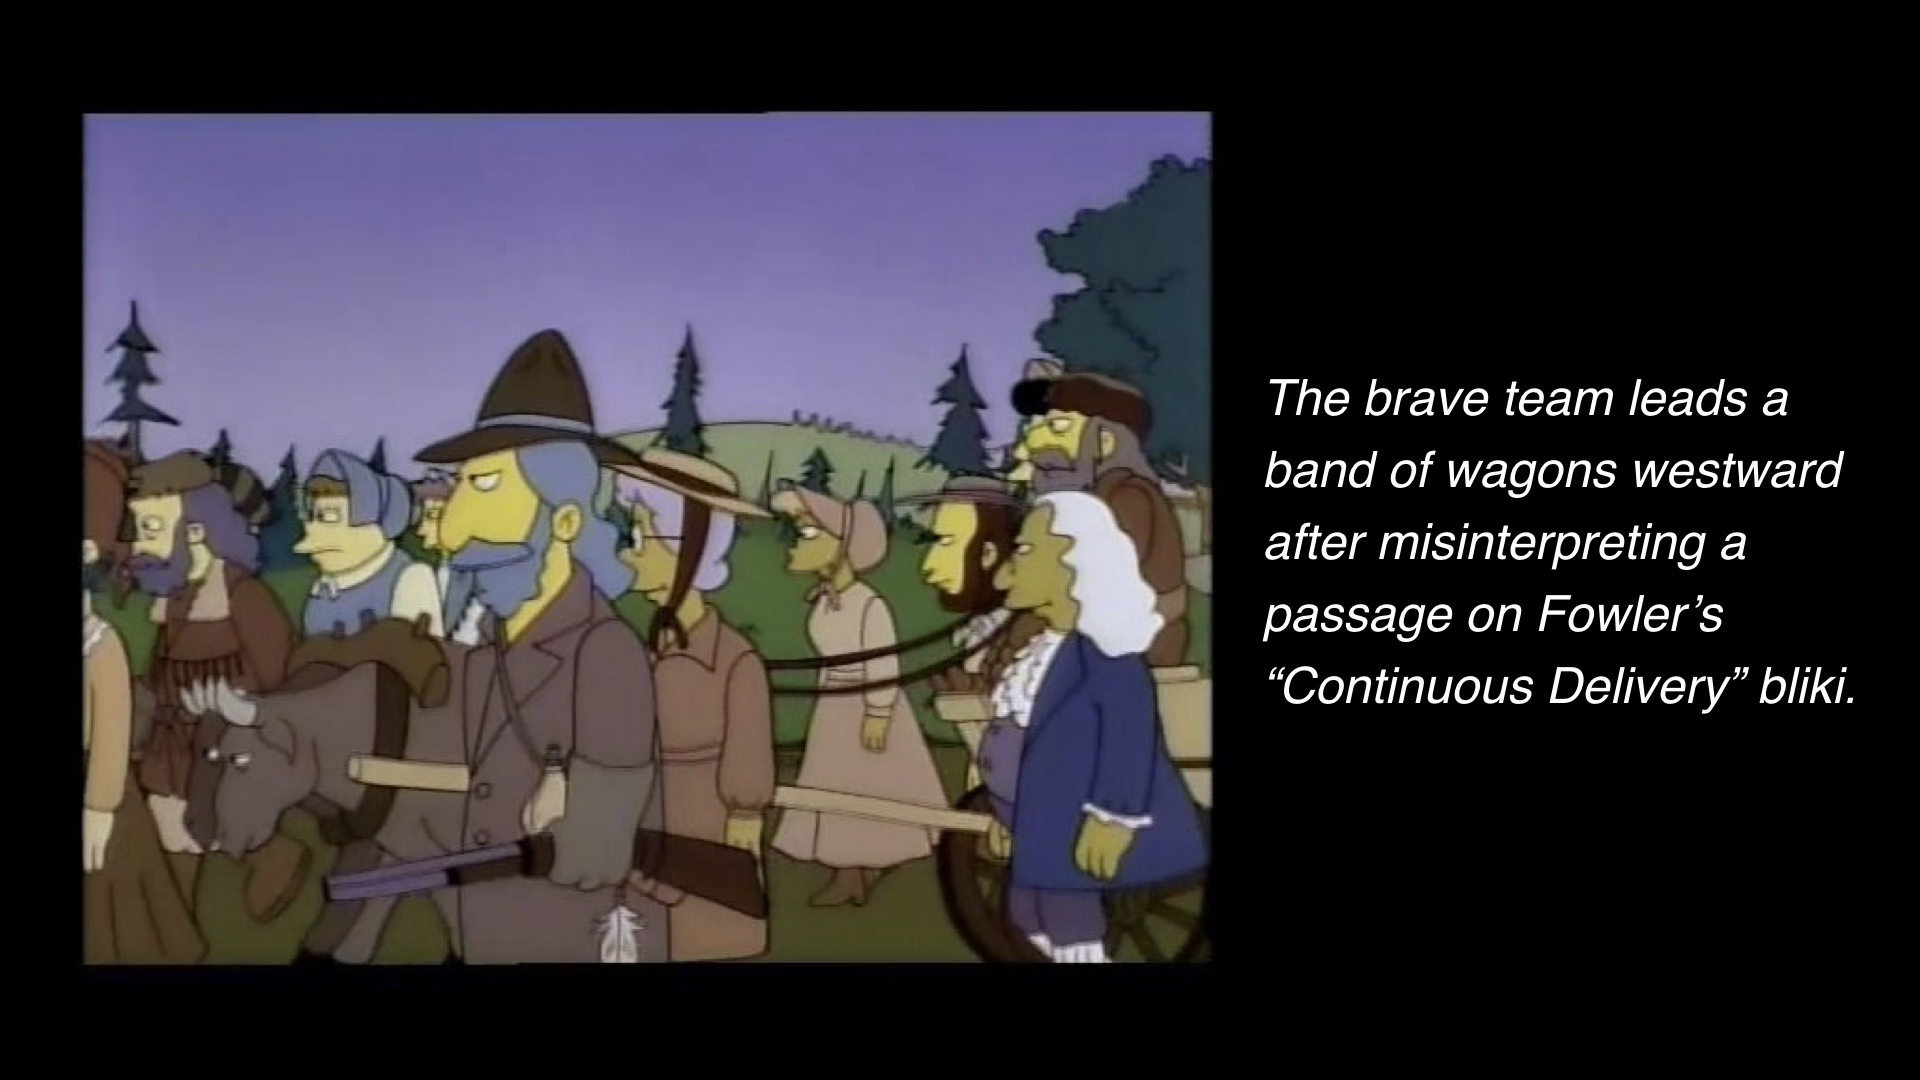 The brave team leads a
band of wagons westward
after misinterpreting a
passage on Fowler’s
“Continuous Delivery” bliki.